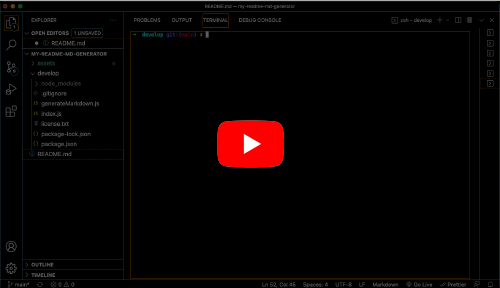 README.md — my-readme-md-generator
EXPLORER
OPEN EDITORS 1 UNSAVED
README.md
MY-README-MD-GENERATOR
assets
develop
node_modules
.gitignore
generateMarkdown.js
index.js
license.txt
package-lock.json
package.json
README.md
OUTLINE
TIMELINE
PROBLEMS OUTPUT TERMINAL DEBUG CONSOLE
zsh - develop
develop git:(main) ✗
main* 0 0 Ln 52, Col 45 Spaces: 4 UTF-8 LF Markdown Go Live Prettier